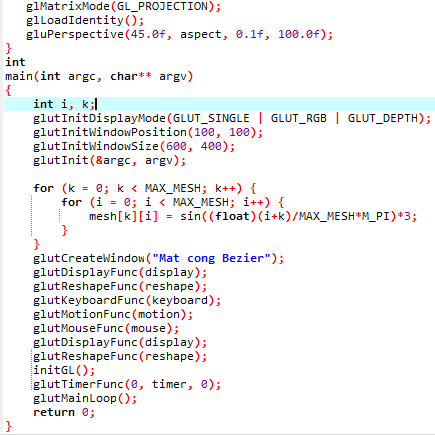 glMatrixMode(GL_PROJECTION);
glLoadIdentity();
gluPerspective(45.0f, aspect, 0.1f, 100.0f);
}
int
main(int argc, char** argv)
{
int i, k;
glutInitDisplayMode(GLUT_SINGLE | GLUT_RGB | GLUT_DEPTH);
glutInitWindowPosition(100, 100);
glutInitWindowSize(600, 400);
glutInit(&argc, argv);
for (k = 0; k < MAX_MESH; k++) {
for (i = 0; i < MAX_MESH; i++) {
mesh[k][i] = sin((float)(i+k)/MAX_MESH*M_PI)*3;
}
}
glutCreateWindow("Mat cong Bezier");
glutDisplayFunc(display);
glutReshapeFunc(reshape);
glutKeyboardFunc(keyboard);
glutMotionFunc(motion);
glutMouseFunc(mouse);
glutDisplayFunc(display);
glutReshapeFunc(reshape);
initGL();
glutTimerFunc(0, timer, 0);
glutMainLoop();
return 0;
}